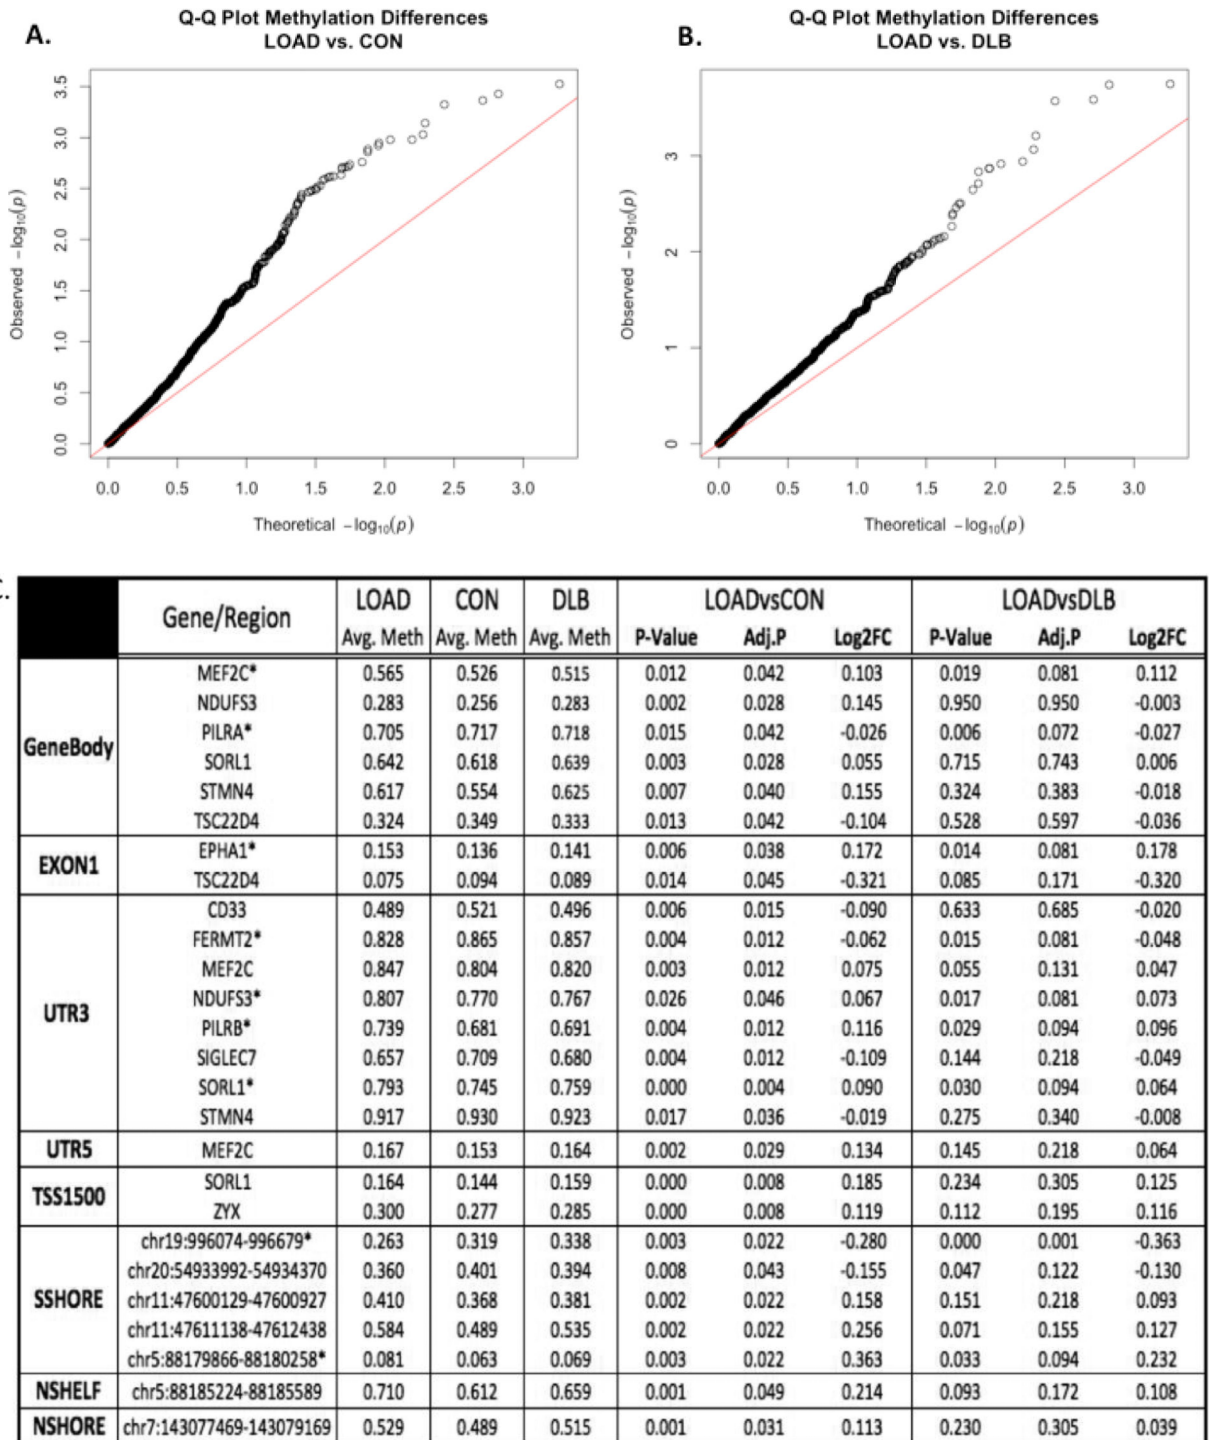 A.
Q-Q Plot Methylation Differences
LOAD vs. CON
3.5
3.0
2.5
2.0
1.5
1.0
0.5
0.0
Observed −log10(p)
0.0 0.5 1.0 1.5 2.0 2.5 3.0
Theoretical −log10(p)
B.
Q-Q Plot Methylation Differences
LOAD vs. DLB
3
2
1
0
Observed −log10(p)
0.0 0.5 1.0 1.5 2.0 2.5 3.0
Theoretical −log10(p)
C.
Gene/Region LOAD CON DLB LOADvsCON LOADvsDLB
Avg. Meth Avg. Meth Avg. Meth P-Value Adj.P Log2FC P-Value Adj.P Log2FC
GeneBody
MEF2C* 0.565 0.526 0.515 0.012 0.042 0.103 0.019 0.081 0.112
NDUFS3 0.283 0.256 0.283 0.002 0.028 0.145 0.950 0.950 -0.003
PILRA* 0.705 0.717 0.718 0.015 0.042 -0.026 0.006 0.072 -0.027
SORL1 0.642 0.618 0.639 0.003 0.028 0.055 0.715 0.743 0.006
STMN4 0.617 0.554 0.625 0.007 0.040 0.155 0.324 0.383 -0.018
TSC22D4 0.324 0.349 0.333 0.013 0.042 -0.104 0.528 0.597 -0.036
EXON1
EPHA1* 0.153 0.136 0.141 0.006 0.038 0.172 0.014 0.081 0.178
TSC22D4 0.075 0.094 0.089 0.014 0.045 -0.321 0.085 0.171 -0.320
UTR3
CD33 0.489 0.521 0.496 0.006 0.015 -0.090 0.633 0.685 -0.020
FERMT2* 0.828 0.865 0.857 0.004 0.012 -0.062 0.015 0.081 -0.048
MEF2C 0.847 0.804 0.820 0.003 0.012 0.075 0.055 0.131 0.047
NDUFS3* 0.807 0.770 0.767 0.026 0.046 0.067 0.017 0.081 0.073
PILRB* 0.739 0.681 0.691 0.004 0.012 0.116 0.029 0.094 0.096
SIGLEC7 0.657 0.709 0.680 0.004 0.012 -0.109 0.144 0.218 -0.049
SORL1* 0.793 0.745 0.759 0.000 0.004 0.090 0.030 0.094 0.064
STMN4 0.917 0.930 0.923 0.017 0.036 -0.019 0.275 0.340 -0.008
UTR5 MEF2C 0.167 0.153 0.164 0.002 0.029 0.134 0.145 0.218 0.064
TSS1500
SORL1 0.164 0.144 0.159 0.000 0.008 0.185 0.234 0.305 0.125
ZYX 0.300 0.277 0.285 0.000 0.008 0.119 0.112 0.195 0.116
SSHORE
chr19:996074-996679* 0.263 0.319 0.338 0.003 0.022 -0.280 0.000 0.001 -0.363
chr20:54933992-54934370 0.360 0.401 0.394 0.008 0.043 -0.155 0.047 0.122 -0.130
chr11:47600129-47600927 0.410 0.368 0.381 0.002 0.022 0.158 0.151 0.218 0.093
chr11:47611138-47612438 0.584 0.489 0.535 0.002 0.022 0.256 0.071 0.155 0.127
chr5:88179866-88180258* 0.081 0.063 0.069 0.003 0.022 0.363 0.033 0.094 0.232
NSHELF chr5:88185224-88185589 0.710 0.612 0.659 0.001 0.049 0.214 0.093 0.172 0.108
NSHORE chr7:143077469-143079169 0.529 0.489 0.515 0.001 0.031 0.113 0.230 0.305 0.039